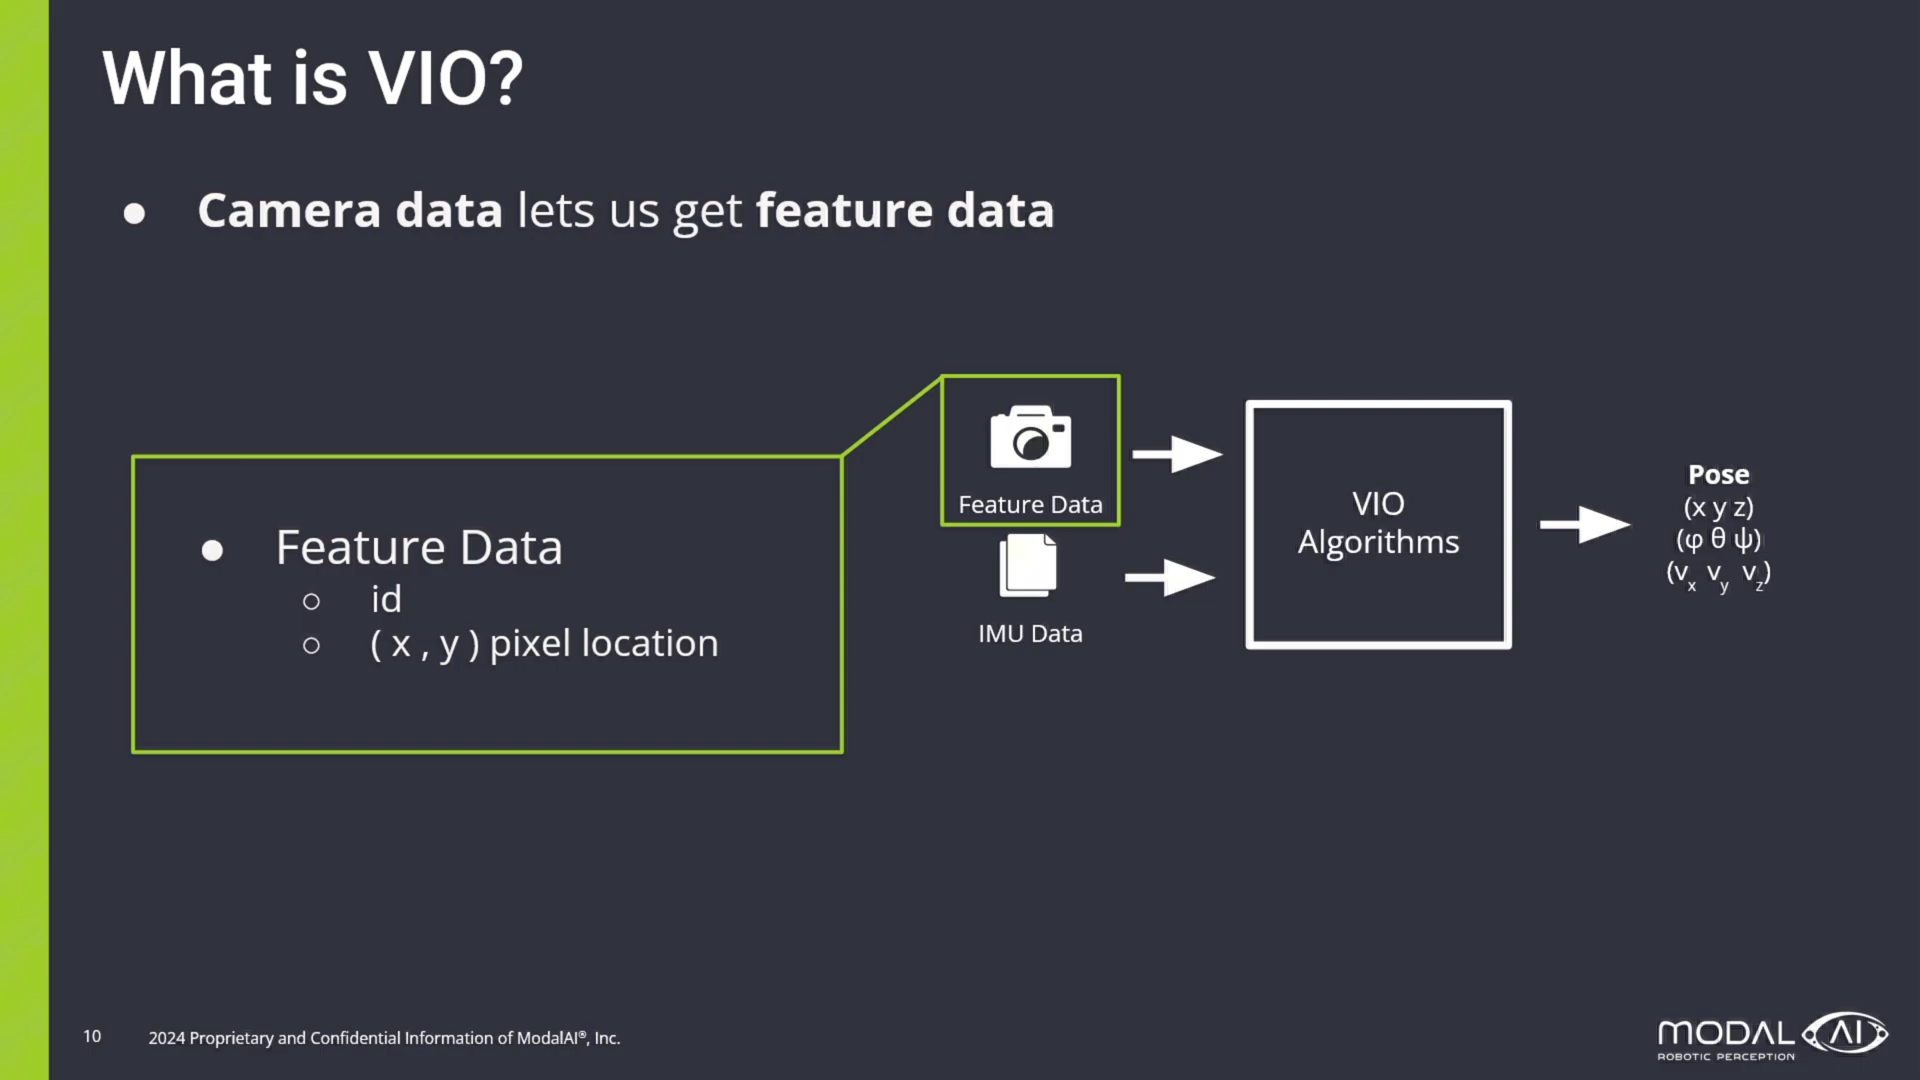 What is VIO?
● Camera data lets us get feature data
● Feature Data
○ id
○ ( x , y ) pixel location
Feature Data
IMU Data
VIO
Algorithms
Pose
(x y z)
(φ θ ψ)
(vx vy vz)
10
2024 Proprietary and Confidential Information of ModalAI®, Inc.
MODAL AI
ROBOTIC PERCEPTION